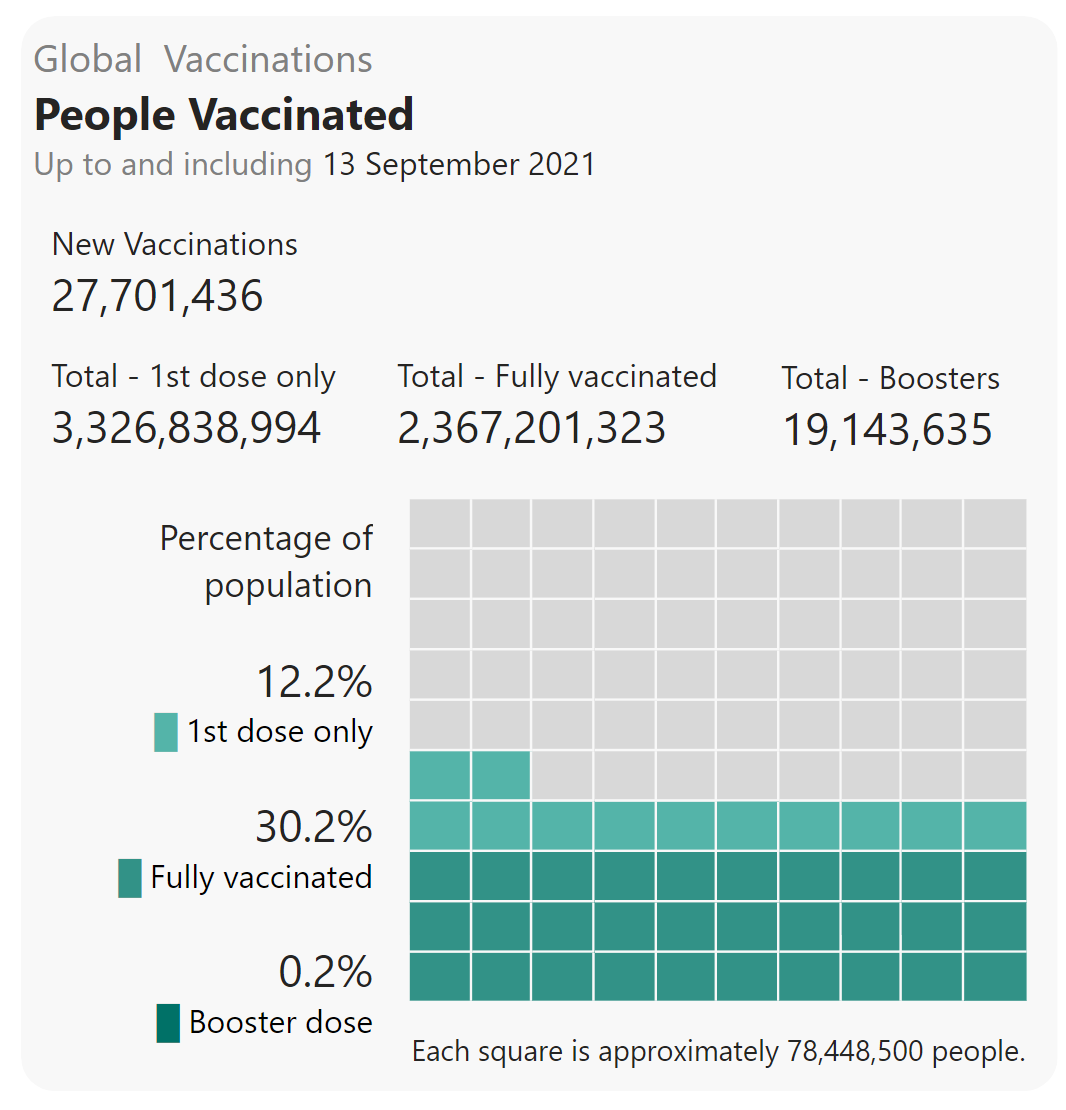 Global Vaccinations
People Vaccinated
Up to and including 13 September 2021
New Vaccinations
27,701,436
Total - 1st dose only
3,326,838,994
Total - Fully vaccinated
2,367,201,323
Total - Boosters
19,143,635
Percentage of
population
12.2%
1st dose only
30.2%
Fully vaccinated
0.2%
Booster dose
Each square is approximately 78,448,500 people.